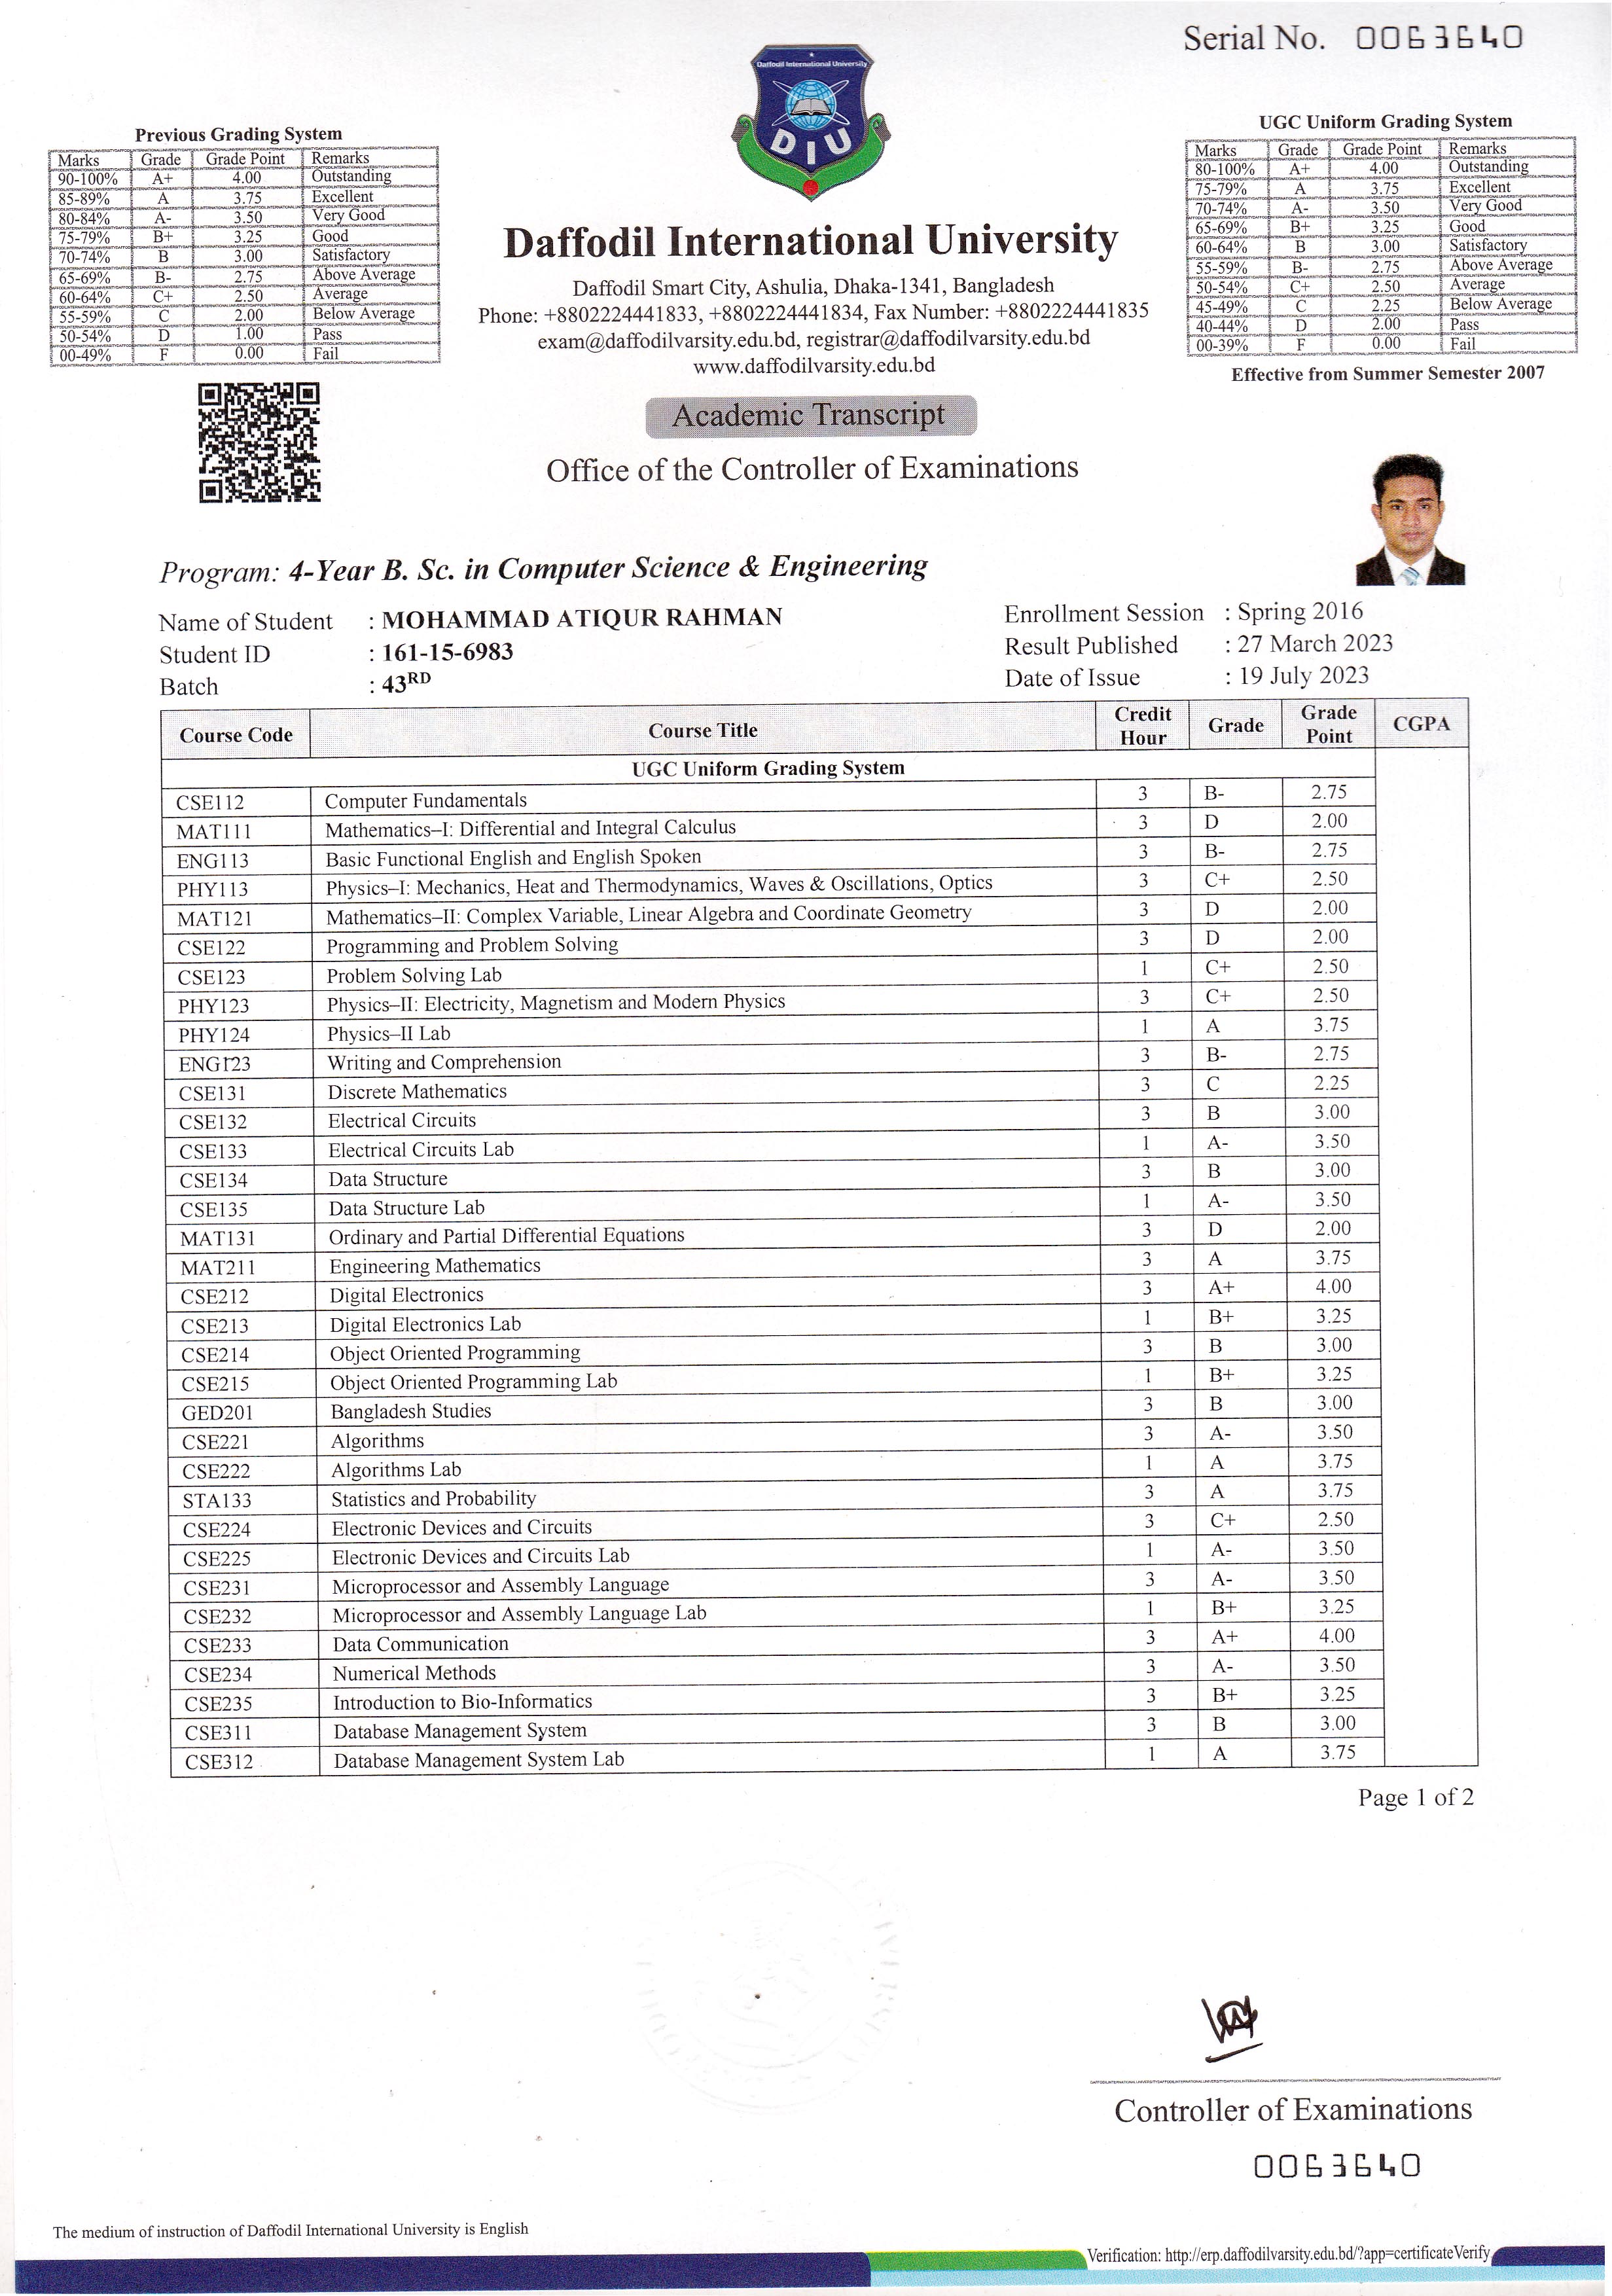 Serial No. 0063640
Daffodil International University
DIU
Previous Grading System
Marks Grade Grade Point Remarks
90-100% A+ 4.00 Outstanding
85-89% A 3.75 Excellent
80-84% A- 3.50 Very Good
75-79% B+ 3.25 Good
70-74% B 3.00 Satisfactory
65-69% B- 2.75 Above Average
60-64% C+ 2.50 Average
55-59% C 2.00 Below Average
50-54% D 1.00 Pass
00-49% F 0.00 Fail
UGC Uniform Grading System
Marks Grade Grade Point Remarks
80-100% A+ 4.00 Outstanding
75-79% A 3.75 Excellent
70-74% A- 3.50 Very Good
65-69% B+ 3.25 Good
60-64% B 3.00 Satisfactory
55-59% B- 2.75 Above Average
50-54% C+ 2.50 Average
45-49% C 2.25 Below Average
40-44% D 2.00 Pass
00-39% F 0.00 Fail
Effective from Summer Semester 2007
Daffodil International University
Daffodil Smart City, Ashulia, Dhaka-1341, Bangladesh
Phone: +8802224441833, +8802224441834, Fax Number: +8802224441835
exam@daffodilvarsity.edu.bd, registrar@daffodilvarsity.edu.bd
www.daffodilvarsity.edu.bd
Academic Transcript
Office of the Controller of Examinations
Program: 4-Year B. Sc. in Computer Science & Engineering
Name of Student : MOHAMMAD ATIQUR RAHMAN
Student ID : 161-15-6983
Batch : 43RD
Enrollment Session : Spring 2016
Result Published : 27 March 2023
Date of Issue : 19 July 2023
Course Code Course Title Credit Hour Grade Grade Point CGPA
UGC Uniform Grading System
CSE112 Computer Fundamentals 3 B- 2.75
MAT111 Mathematics–I: Differential and Integral Calculus 3 D 2.00
ENG113 Basic Functional English and English Spoken 3 B- 2.75
PHY113 Physics–I: Mechanics, Heat and Thermodynamics, Waves & Oscillations, Optics 3 C+ 2.50
MAT121 Mathematics–II: Complex Variable, Linear Algebra and Coordinate Geometry 3 D 2.00
CSE122 Programming and Problem Solving 3 D 2.00
CSE123 Problem Solving Lab 1 C+ 2.50
PHY123 Physics–II: Electricity, Magnetism and Modern Physics 3 C+ 2.50
PHY124 Physics–II Lab 1 A 3.75
ENG123 Writing and Comprehension 3 B- 2.75
CSE131 Discrete Mathematics 3 C 2.25
CSE132 Electrical Circuits 3 B 3.00
CSE133 Electrical Circuits Lab 1 A- 3.50
CSE134 Data Structure 3 B 3.00
CSE135 Data Structure Lab 1 A- 3.50
MAT131 Ordinary and Partial Differential Equations 3 D 2.00
MAT211 Engineering Mathematics 3 A 3.75
CSE212 Digital Electronics 3 A+ 4.00
CSE213 Digital Electronics Lab 1 B+ 3.25
CSE214 Object Oriented Programming 3 B 3.00
CSE215 Object Oriented Programming Lab 1 B+ 3.25
GED201 Bangladesh Studies 3 B 3.00
CSE221 Algorithms 3 A- 3.50
CSE222 Algorithms Lab 1 A 3.75
STA133 Statistics and Probability 3 A 3.75
CSE224 Electronic Devices and Circuits 3 C+ 2.50
CSE225 Electronic Devices and Circuits Lab 1 A- 3.50
CSE231 Microprocessor and Assembly Language 3 A- 3.50
CSE232 Microprocessor and Assembly Language Lab 1 B+ 3.25
CSE233 Data Communication 3 A+ 4.00
CSE234 Numerical Methods 3 A- 3.50
CSE235 Introduction to Bio-Informatics 3 B+ 3.25
CSE311 Database Management System 3 B 3.00
CSE312 Database Management System Lab 1 A 3.75
Page 1 of 2
Controller of Examinations
0063640
The medium of instruction of Daffodil International University is English
Verification: http://erp.daffodilvarsity.edu.bd/?app=certificateVerify